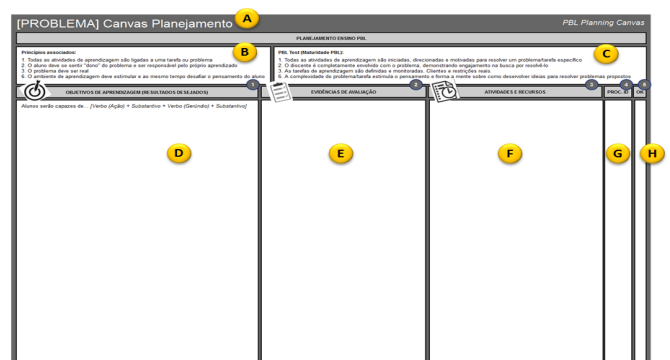 [PROBLEMA] Canvas Planejamento A PBL Planning Canvas
PLANEJAMENTO ENSINO PBL
Princípios associados: B
1. Todas as atividades de aprendizagem são ligadas a uma tarefa ou problema
2. O aluno deve se sentir "dono" do problema e ser responsável pelo próprio aprendizado
3. O problema deve ser real
6. O ambiente de aprendizagem deve estimular e ao mesmo tempo desafiar o pensamento do aluno
PBL Test (Maturidade PBL): C
1. Todas as atividades de aprendizagem são iniciadas, direcionadas e motivadas para resolver um problema/tarefa específico
2. O discente é completamente envolvido com o problema, demonstrando engajamento na busca por resolvê-lo
3. As tarefas de aprendizagem são definidas e monitoradas. Clientes e restrições reais.
6. A complexidade do problema/tarefa estimula o pensamento e forma a mente sobre como desenvolver ideias para resolver problemas propostos
OBJETIVOS DE APRENDIZAGEM (RESULTADOS DESEJADOS) 1
EVIDÊNCIAS DE AVALIAÇÃO 2
ATIVIDADES E RECURSOS 3
PROC. ID 4
OK 5
Alunos serão capazes de... [Verbo (Ação) + Substantivo + Verbo (Gerúndio) + Substantivo]
D
E
F
G
H